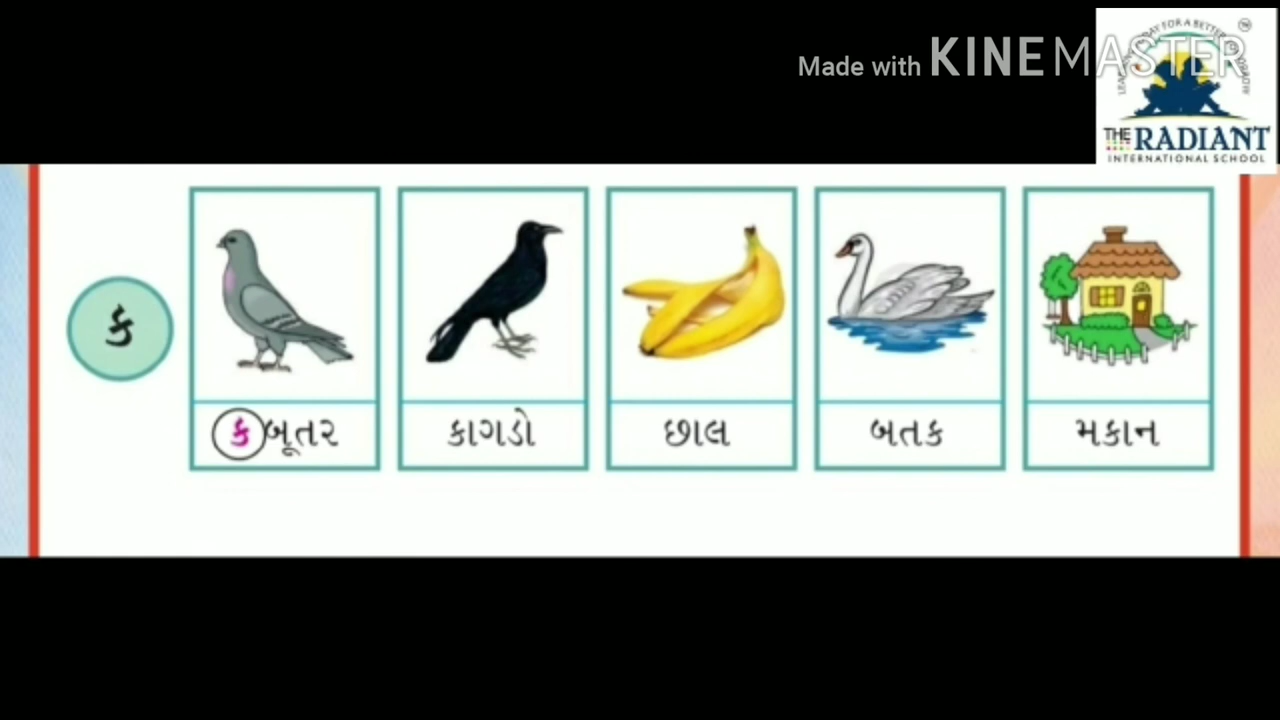 Made with KINEMASTER
THE RADIANT
INTERNATIONAL SCHOOL
ક
કબૂતર
કાગડો
છાલ
બતક
મકાન